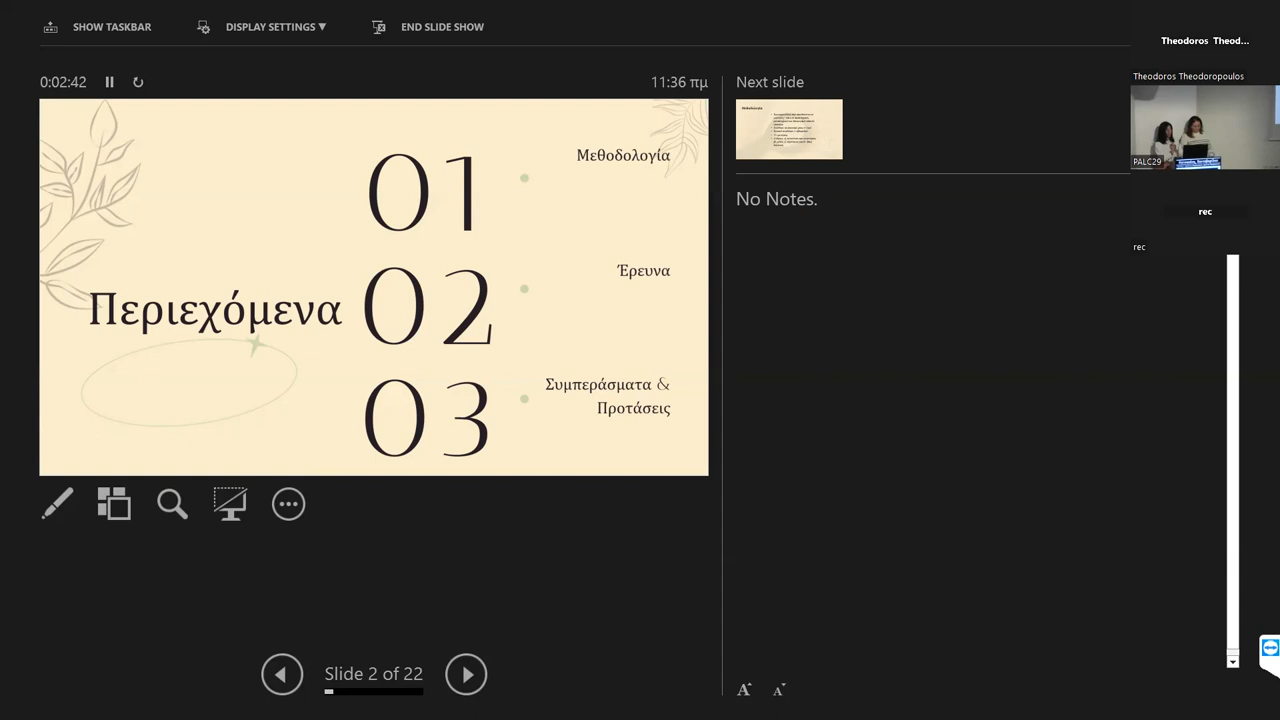 SHOW TASKBAR
DISPLAY SETTINGS ▼
END SLIDE SHOW
0:02:42
11:36 πμ
Περιεχόμενα
01
Μεθοδολογία
02
Έρευνα
03
Συμπεράσματα &
Προτάσεις
Slide 2 of 22
Next slide
Μεθοδολογία
No Notes.
A
A
Theodoros Theod...
Theodoros Theodoropoulos
PALC29
rec
rec